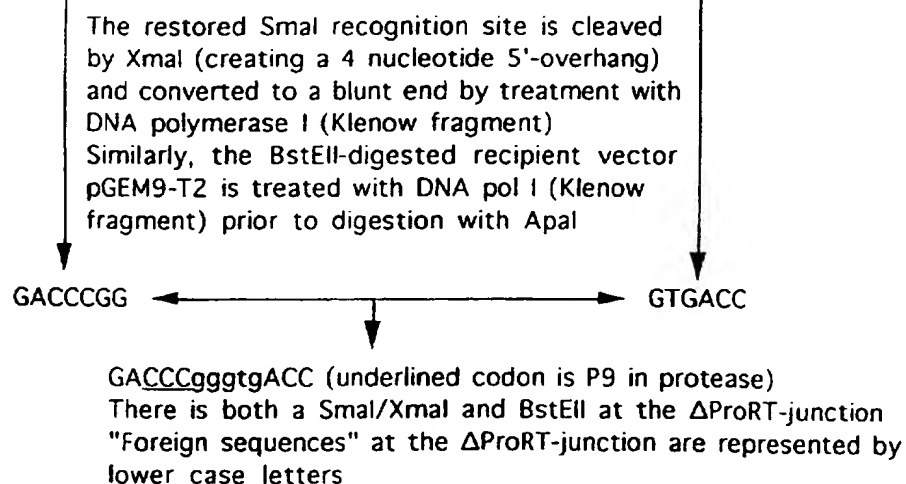 The restored SmaI recognition site is cleaved
by XmaI (creating a 4 nucleotide 5'-overhang)
and converted to a blunt end by treatment with
DNA polymerase I (Klenow fragment)
Similarly, the BstEII-digested recipient vector
pGEM9-T2 is treated with DNA pol I (Klenow
fragment) prior to digestion with ApaI
GACCCGG GTGACC
GACCCgggtgACC (underlined codon is P9 in protease)
There is both a SmaI/XmaI and BstEII at the ΔProRT-junction
"Foreign sequences" at the ΔProRT-junction are represented by
lower case letters